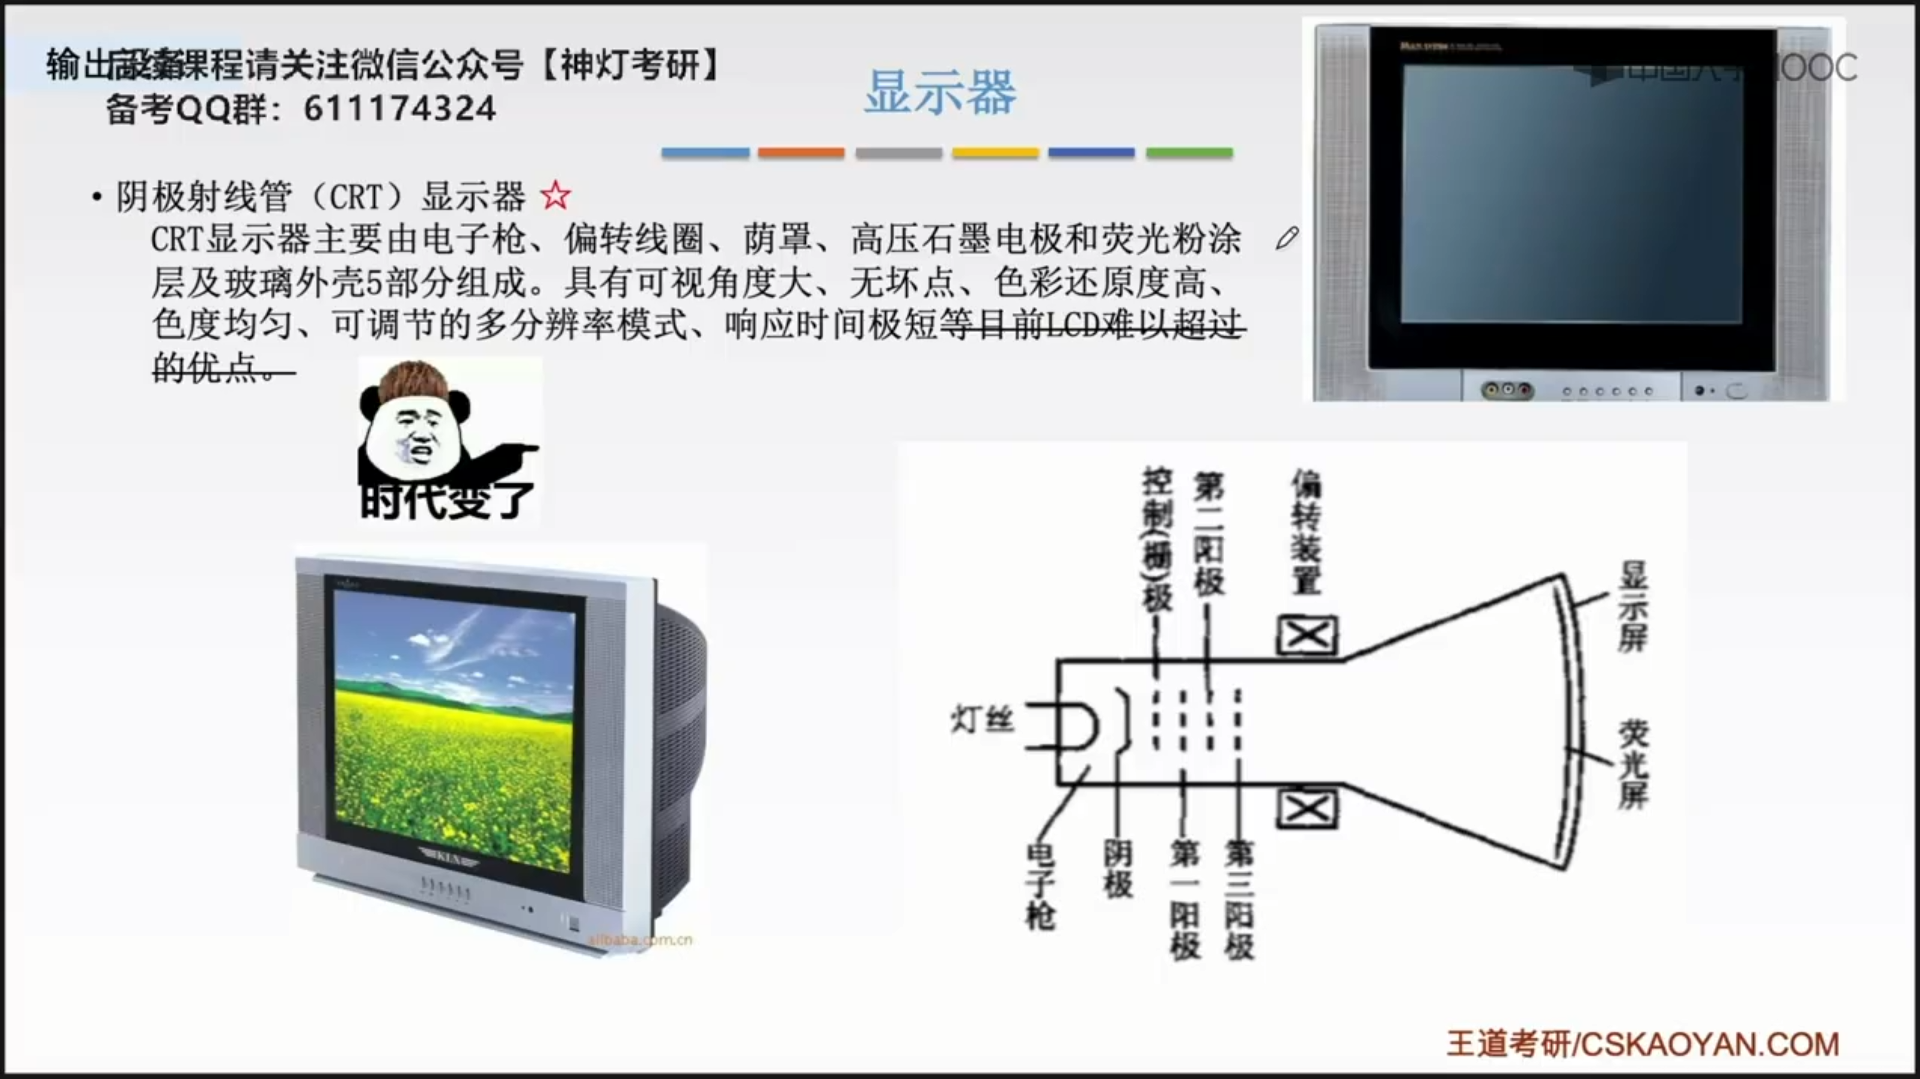 输出设备
后续课程请关注微信公众号【神灯考研】
备考QQ群：611174324
显示器
中国大学MOOC
• 阴极射线管（CRT）显示器 ☆
CRT显示器主要由电子枪、偏转线圈、荫罩、高压石墨电极和荧光粉涂
层及玻璃外壳5部分组成。具有可视角度大、无坏点、色彩还原度高、
色度均匀、可调节的多分辨率模式、响应时间极短等目前LCD难以超过
的优点。
时代变了
KLN
alibaba.com.cn
控制(栅)极
第二阳极
偏转装置
显示屏
灯丝
荧光屏
电子枪
阴极
第一阳极
第三阳极
王道考研/CSKAOYAN.COM